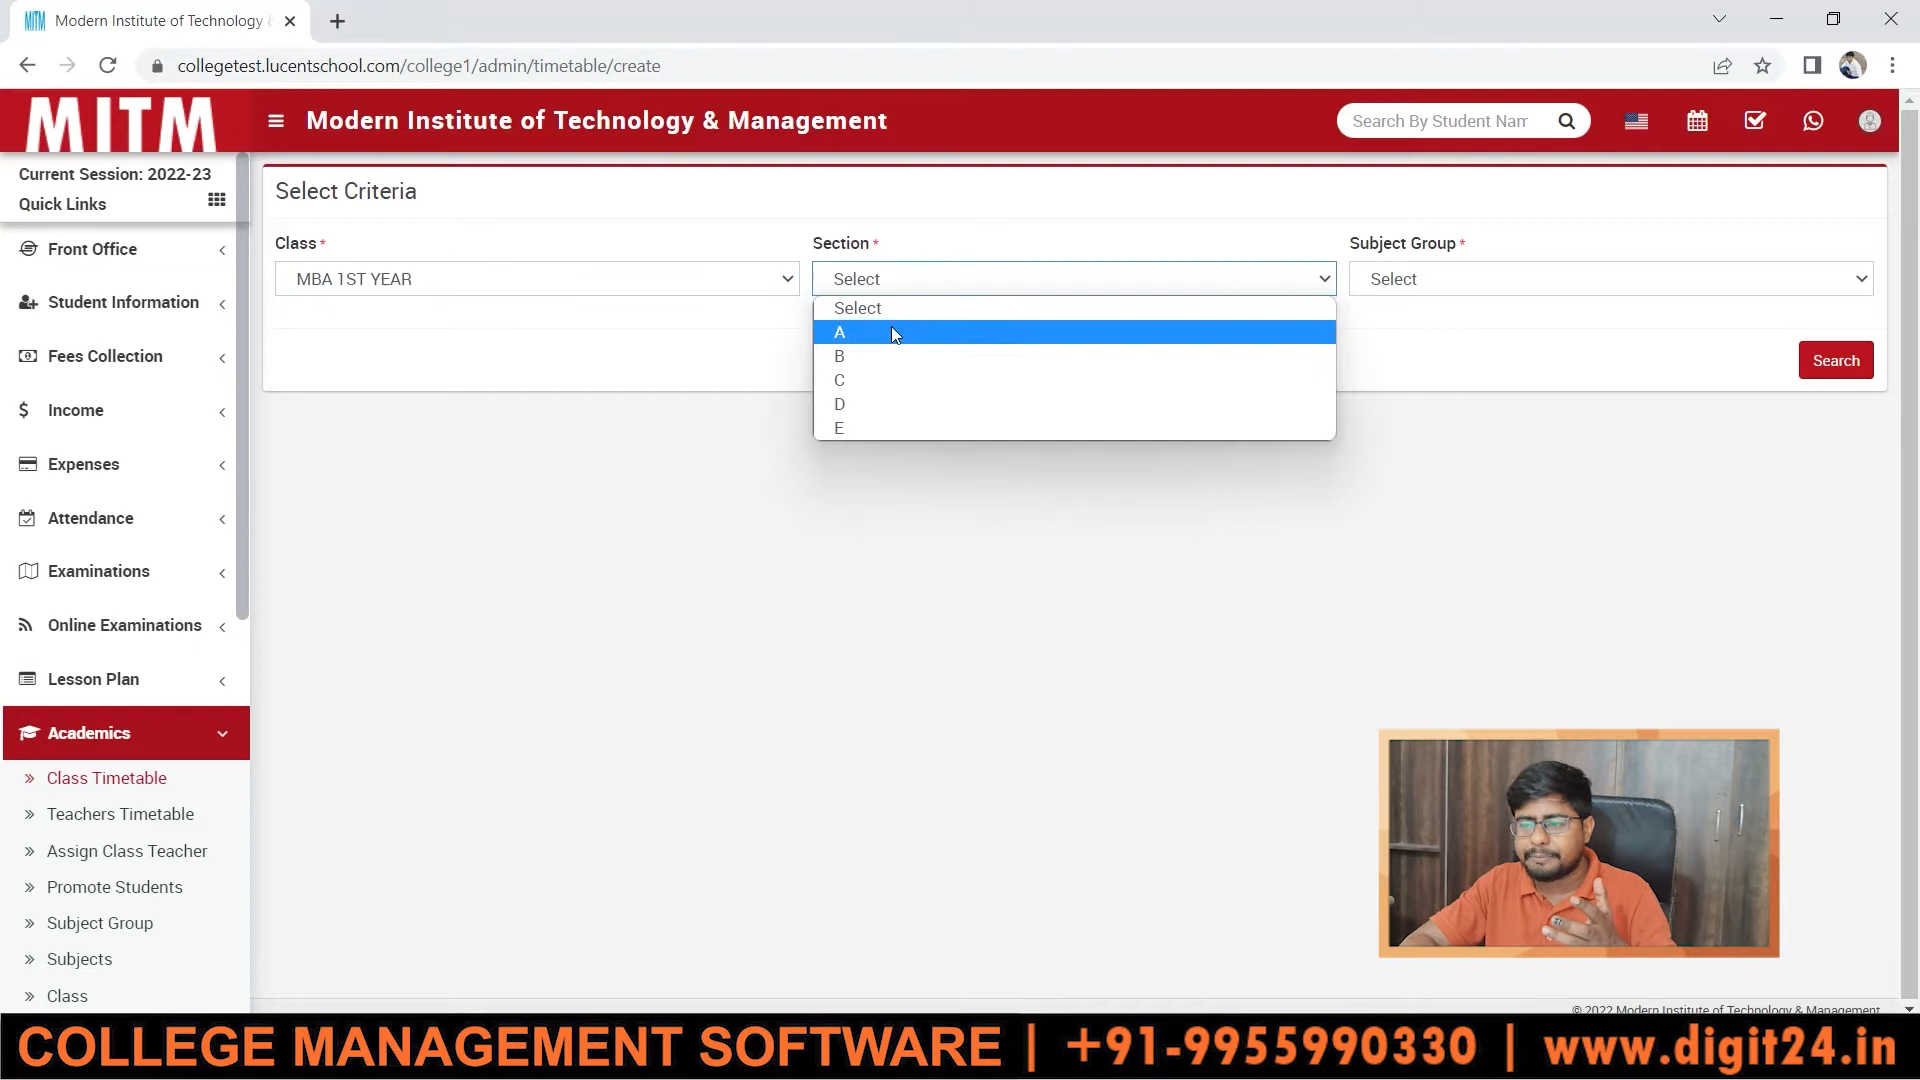 MITM
Modern Institute of Technology &
collegetest.lucentschool.com/college1/admin/timetable/create
MITM
Modern Institute of Technology & Management
Search By Student Nam
Current Session: 2022-23
Quick Links
Front Office
Student Information
Fees Collection
Income
Expenses
Attendance
Examinations
Online Examinations
Lesson Plan
Academics
Class Timetable
Teachers Timetable
Assign Class Teacher
Promote Students
Subject Group
Subjects
Class
Select Criteria
Class *
Section *
Subject Group *
MBA 1ST YEAR
Select
Select
Select
A
B
C
D
E
Search
© 2022 Modern Institute of Technology & Management
COLLEGE MANAGEMENT SOFTWARE | +91-9955990330 | www.digit24.in